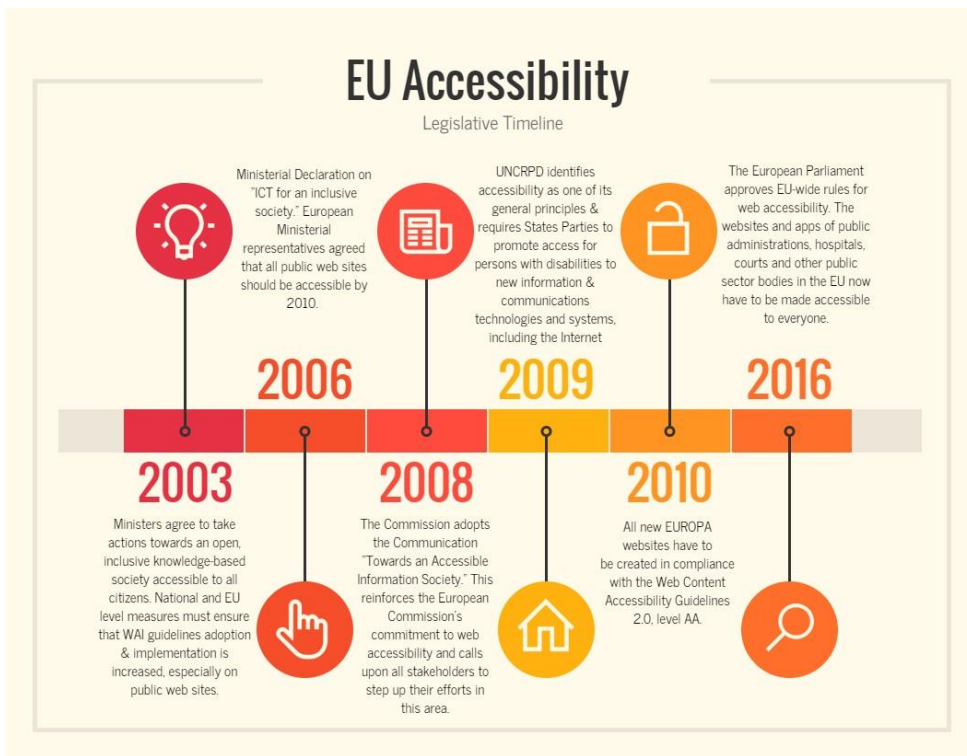 EU Accessibility
Legislative Timeline
Ministerial Declaration on
"ICT for an inclusive
society." European
Ministerial
representatives agreed
that all public web sites
should be accessible by
2010.
2006
UNCRPD identifies
accessibility as one of its
general principles &
requires States Parties to
promote access for
persons with disabilities to
new information &
communications
technologies and systems,
including the Internet
2009
The European Parliament
approves EU-wide rules for
web accessibility. The
websites and apps of public
administrations, hospitals,
courts and other public
sector bodies in the EU now
have to be made accessible
to everyone.
2016
2003
Ministers agree to take
actions towards an open,
inclusive knowledge-based
society accessible to all
citizens. National and EU
level measures must ensure
that WAI guidelines adoption
& implementation is
increased, especially on
public web sites.
2008
The Commission adopts
the Communication
"Towards an Accessible
Information Society." This
reinforces the European
Commission's
commitment to web
accessibility and calls
upon all stakeholders to
step up their efforts in
this area.
2010
All new EUROPA
websites have to
be created in compliance
with the Web Content
Accessibility Guidelines
2.0, level AA.